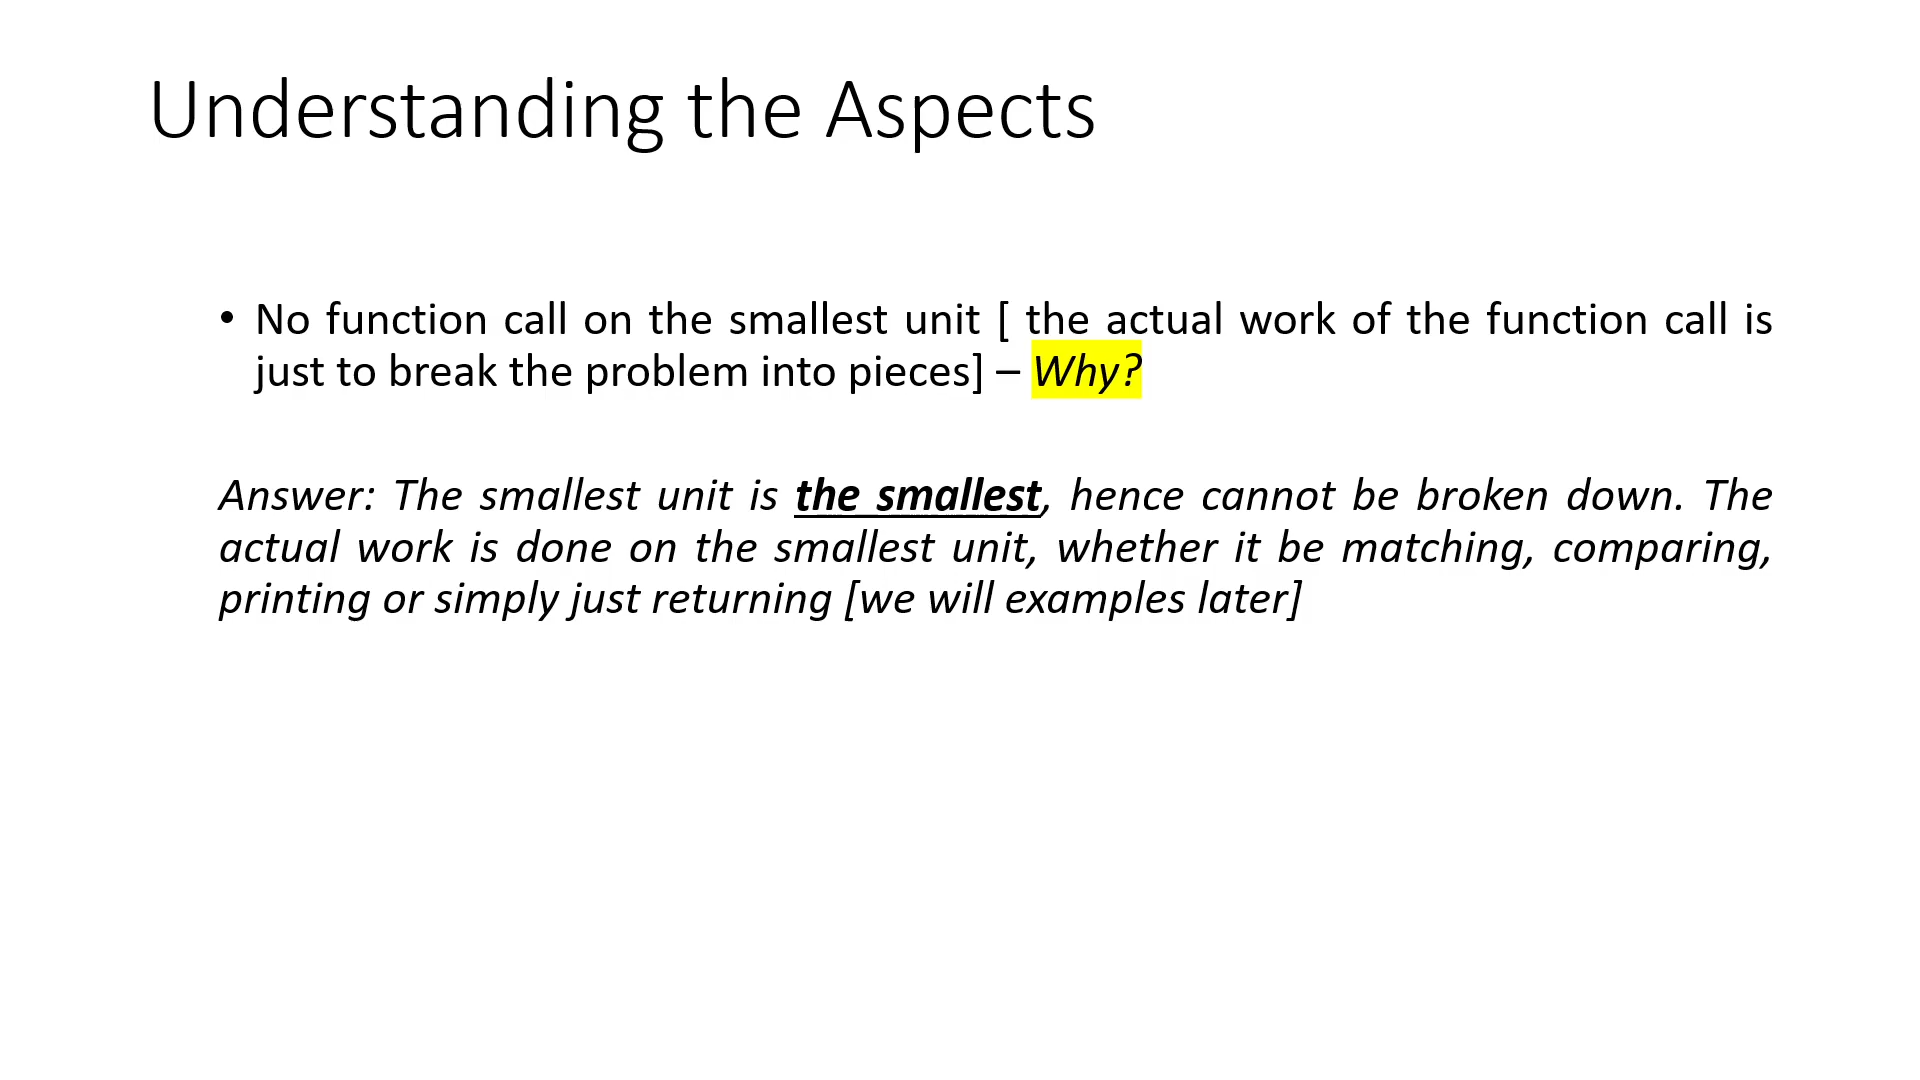 Understanding the Aspects
• No function call on the smallest unit [ the actual work of the function call is
just to break the problem into pieces] – Why?
Answer: The smallest unit is the smallest, hence cannot be broken down. The
actual work is done on the smallest unit, whether it be matching, comparing,
printing or simply just returning [we will examples later]